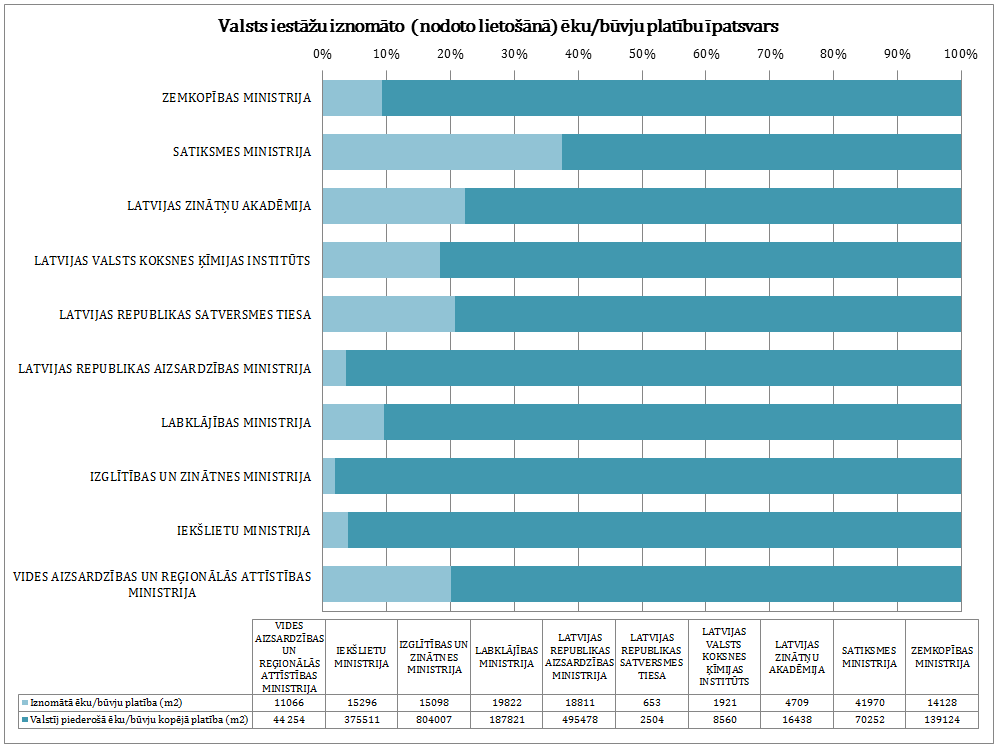 Valsts iestāžu iznomāto (nodoto lietošānā) ēku/būvju platību īpatsvars
0% 10% 20% 30% 40% 50% 60% 70% 80% 90% 100%
ZEMKOPĪBAS MINISTRIJA
SATIKSMES MINISTRIJA
LATVIJAS ZINĀTŅU AKADĒMIJA
LATVIJAS VALSTS KOKSNES ĶĪMIJAS INSTITŪTS
LATVIJAS REPUBLIKAS SATVERSMES TIESA
LATVIJAS REPUBLIKAS AIZSARDZĪBAS MINISTRIJA
LABKLĀJĪBAS MINISTRIJA
IZGLĪTĪBAS UN ZINĀTNES MINISTRIJA
IEKŠLIETU MINISTRIJA
VIDES AIZSARDZĪBAS UN REĢIONĀLĀS ATTĪSTĪBAS
MINISTRIJA
VIDES
AIZSARDZĪBAS
UN
REĢIONĀLĀS
ATTĪSTĪBAS
MINISTRIJA
IEKŠLIETU
MINISTRIJA
IZGLĪTĪBAS UN
ZINĀTNES
MINISTRIJA
LABKLĀJĪBAS
MINISTRIJA
LATVIJAS
REPUBLIKAS
AIZSARDZĪBAS
MINISTRIJA
LATVIJAS
REPUBLIKAS
SATVERSMES
TIESA
LATVIJAS
VALSTS
KOKSNES
ĶĪMIJAS
INSTITŪTS
LATVIJAS
ZINĀTŅU
AKADĒMIJA
SATIKSMES
MINISTRIJA
ZEMKOPĪBAS
MINISTRIJA
Iznomātā ēku/būvju platība (m2) 11066 15296 15098 19822 18811 653 1921 4709 41970 14128
Valstij piederošā ēku/būvju kopējā platība (m2) 44 254 375511 804007 187821 495478 2504 8560 16438 70252 139124